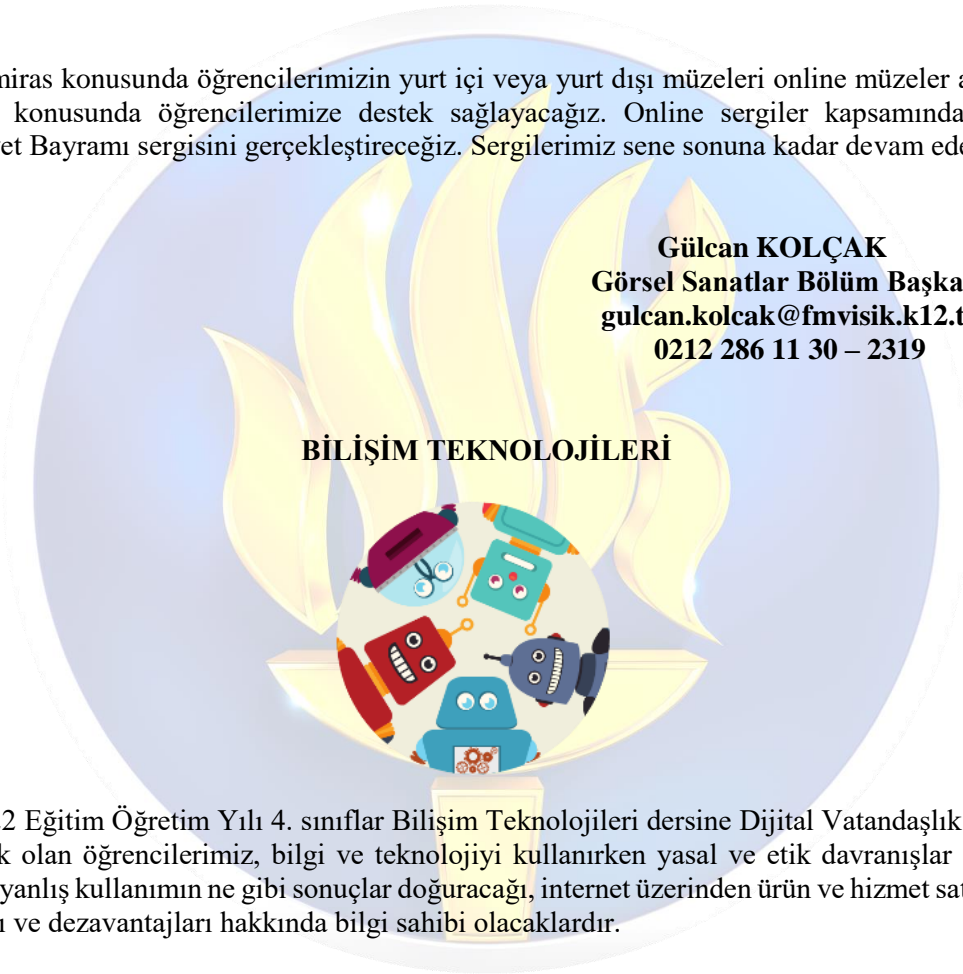 miras konusunda öğrencilerimizin yurt içi veya yurt dışı müzeleri online müzeler a
konusunda öğrencilerimize destek sağlayacağız. Online sergiler kapsamında
et Bayramı sergisini gerçekleştireceğiz. Sergilerimiz sene sonuna kadar devam ede
Gülcan KOLÇAK
Görsel Sanatlar Bölüm Başka
gulcan.kolcak@fmvisik.k12.t
0212 286 11 30 – 2319
BİLİŞİM TEKNOLOJİLERİ
2 Eğitim Öğretim Yılı 4. sınıflar Bilişim Teknolojileri dersine Dijital Vatandaşlık
k olan öğrencilerimiz, bilgi ve teknolojiyi kullanırken yasal ve etik davranışlar
yanlış kullanımın ne gibi sonuçlar doğuracağı, internet üzerinden ürün ve hizmet sat
ı ve dezavantajları hakkında bilgi sahibi olacaklardır.